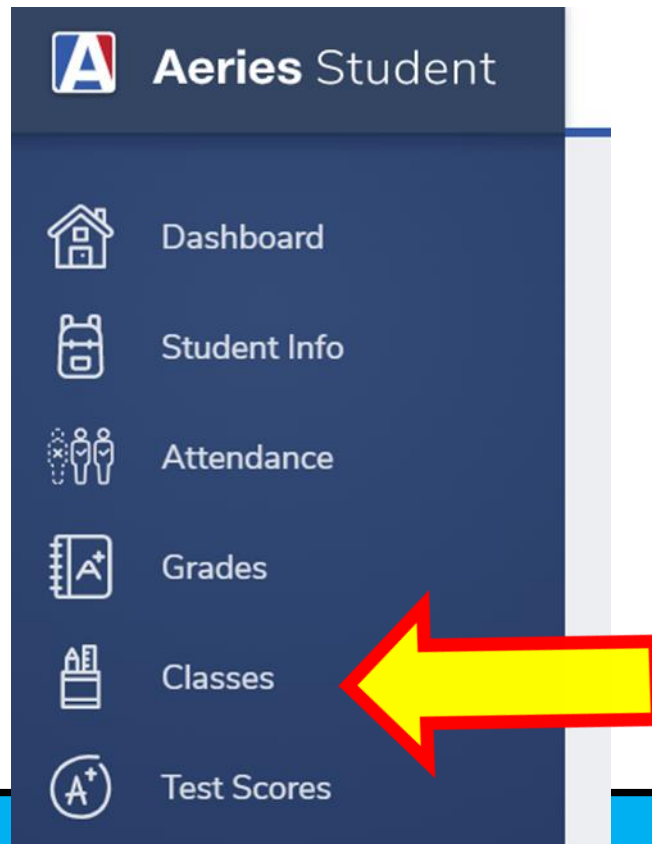 Aeries Student
Dashboard
Student Info
Attendance
Grades
Classes
Test Scores